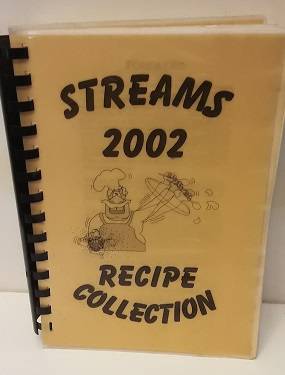 STREAMS
2002
RECIPE
COLLECTION